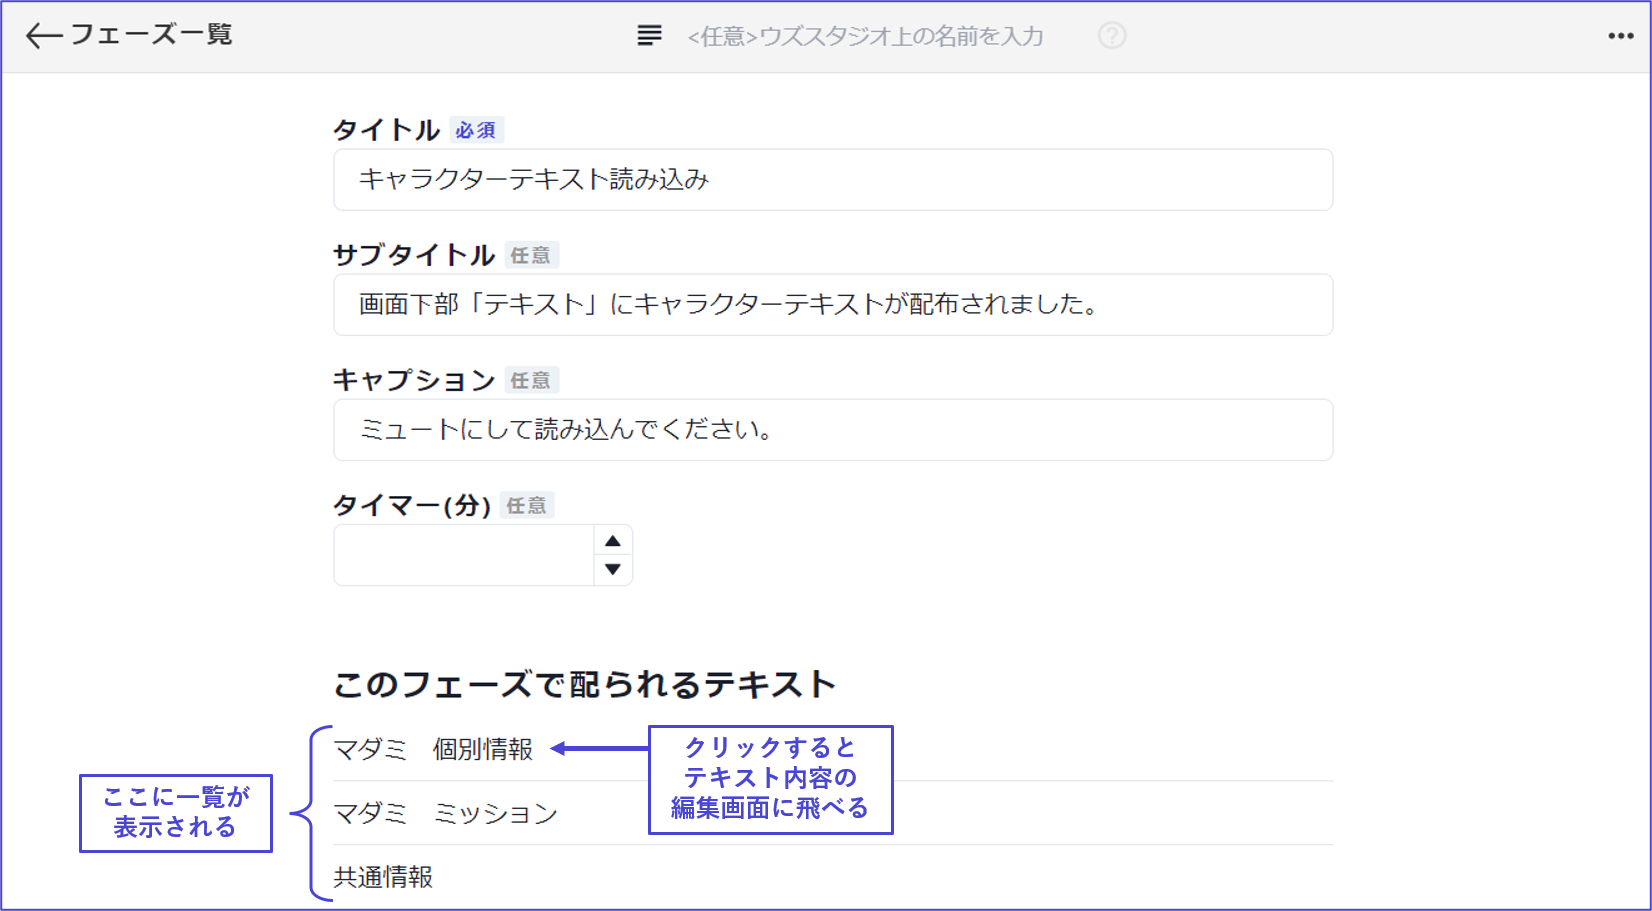 フェーズ一覧
<任意>ウズスタジオ上の名前を入力
?
タイトル 必須
キャラクターテキスト読み込み
サブタイトル 任意
画面下部「テキスト」にキャラクターテキストが配布されました。
キャプション 任意
ミュートにして読み込んでください。
タイマー(分) 任意
このフェーズで配られるテキスト
マダミ　個別情報
クリックすると
テキスト内容の
編集画面に飛べる
ここに一覧が
表示される
マダミ　ミッション
共通情報